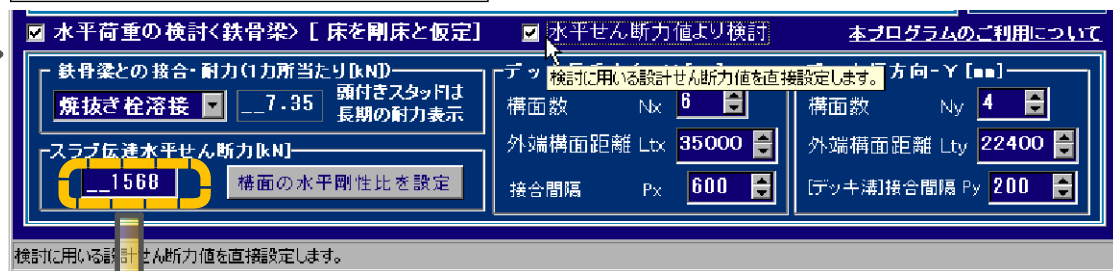 水平荷重の検討<鉄骨梁> [ 床を剛床と仮定]
水平せん断力値より検討
本プログラムのご利用について
鉄骨梁との接合･耐力(1カ所当たり[kN])
焼抜き栓溶接
__7.35
頭付きスタッドは
長期の耐力表示
スラブ伝達水平せん断力[kN]
__1568
構面の水平剛性比を設定
検討に用いる設計せん断力値を直接設定します。
構面数 Nx 6
外端構面距離 Ltx 35000
接合間隔 Px 600
方向-Y [mm]
構面数 Ny 4
外端構面距離 Lty 22400
[デッキ溝]接合間隔 Py 200
検討に用いる設計せん断力値を直接設定します。